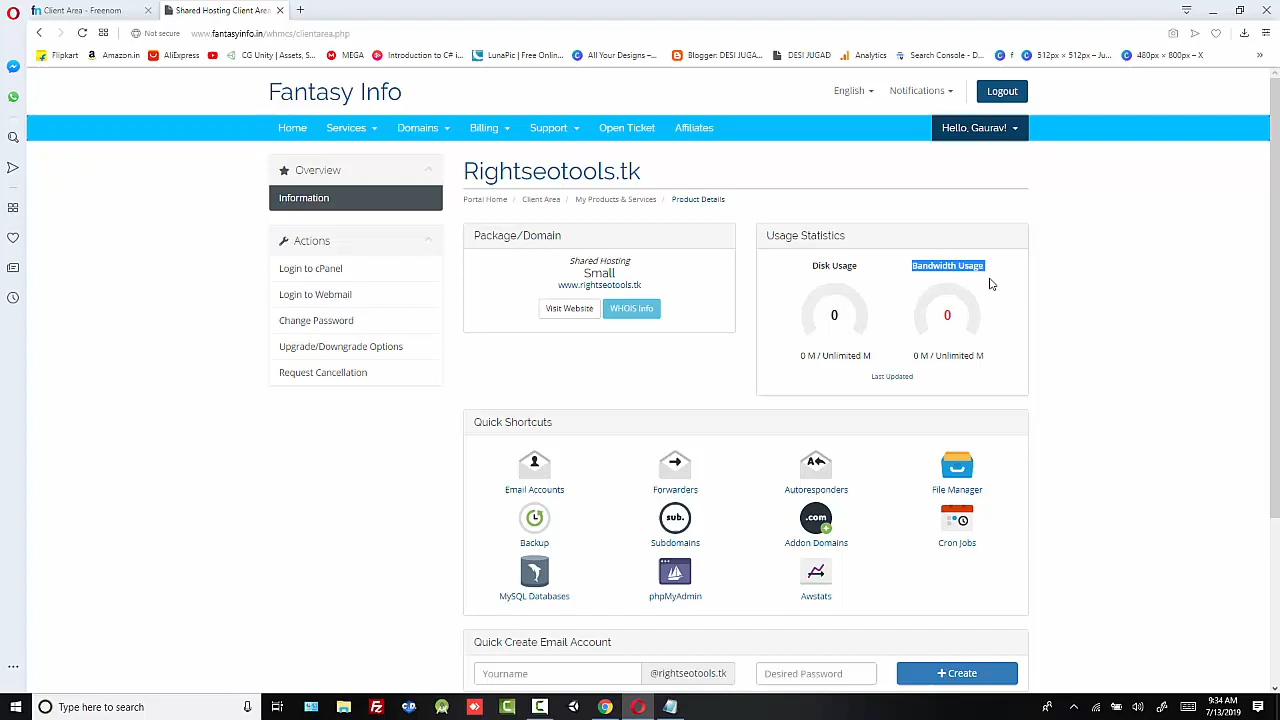 Client Area - Freenom
Shared Hosting Client Area
Not secure
www.fantasyinfo.in/whmcs/clientarea.php
Flipkart
Amazon.in
AliExpress
CG Unity | Assets, S...
MEGA
Introduction to C# i...
LunaPic | Free Onlin...
All Your Designs –...
Blogger: DESI JUGAD...
DESI JUGAD
Analytics
Search Console - D...
f
512px × 512px – Ju...
480px × 800px – X
Fantasy Info
English
Notifications
Logout
Home
Services
Domains
Billing
Support
Open Ticket
Affiliates
Hello, Gaurav!
Overview
Information
Actions
Login to cPanel
Login to Webmail
Change Password
Upgrade/Downgrade Options
Request Cancellation
Rightseotools.tk
Portal Home / Client Area / My Products & Services / Product Details
Package/Domain
Shared Hosting
Small
www.rightseotools.tk
Visit Website
WHOIS Info
Usage Statistics
Disk Usage
Bandwidth Usage
0
0
0 M / Unlimited M
0 M / Unlimited M
Last Updated
Quick Shortcuts
Email Accounts
Forwarders
Autoresponders
File Manager
Backup
sub.
Subdomains
.com
Addon Domains
Cron Jobs
MySQL Databases
phpMyAdmin
Awstats
Quick Create Email Account
Yourname
@rightseotools.tk
Desired Password
+ Create
Type here to search
9:34 AM
7/13/2019